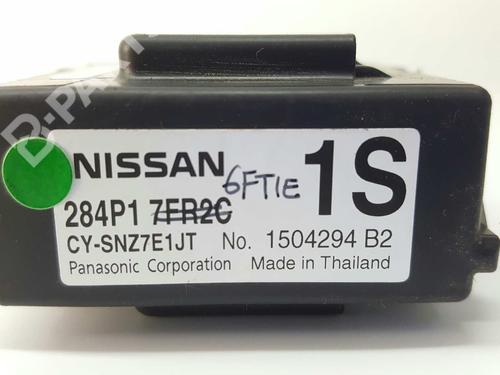 NISSAN 6FT1E 1S
284P1 7FR2C
CY-SNZ7E1JT No. 1504294 B2
Panasonic Corporation Made in Thailand